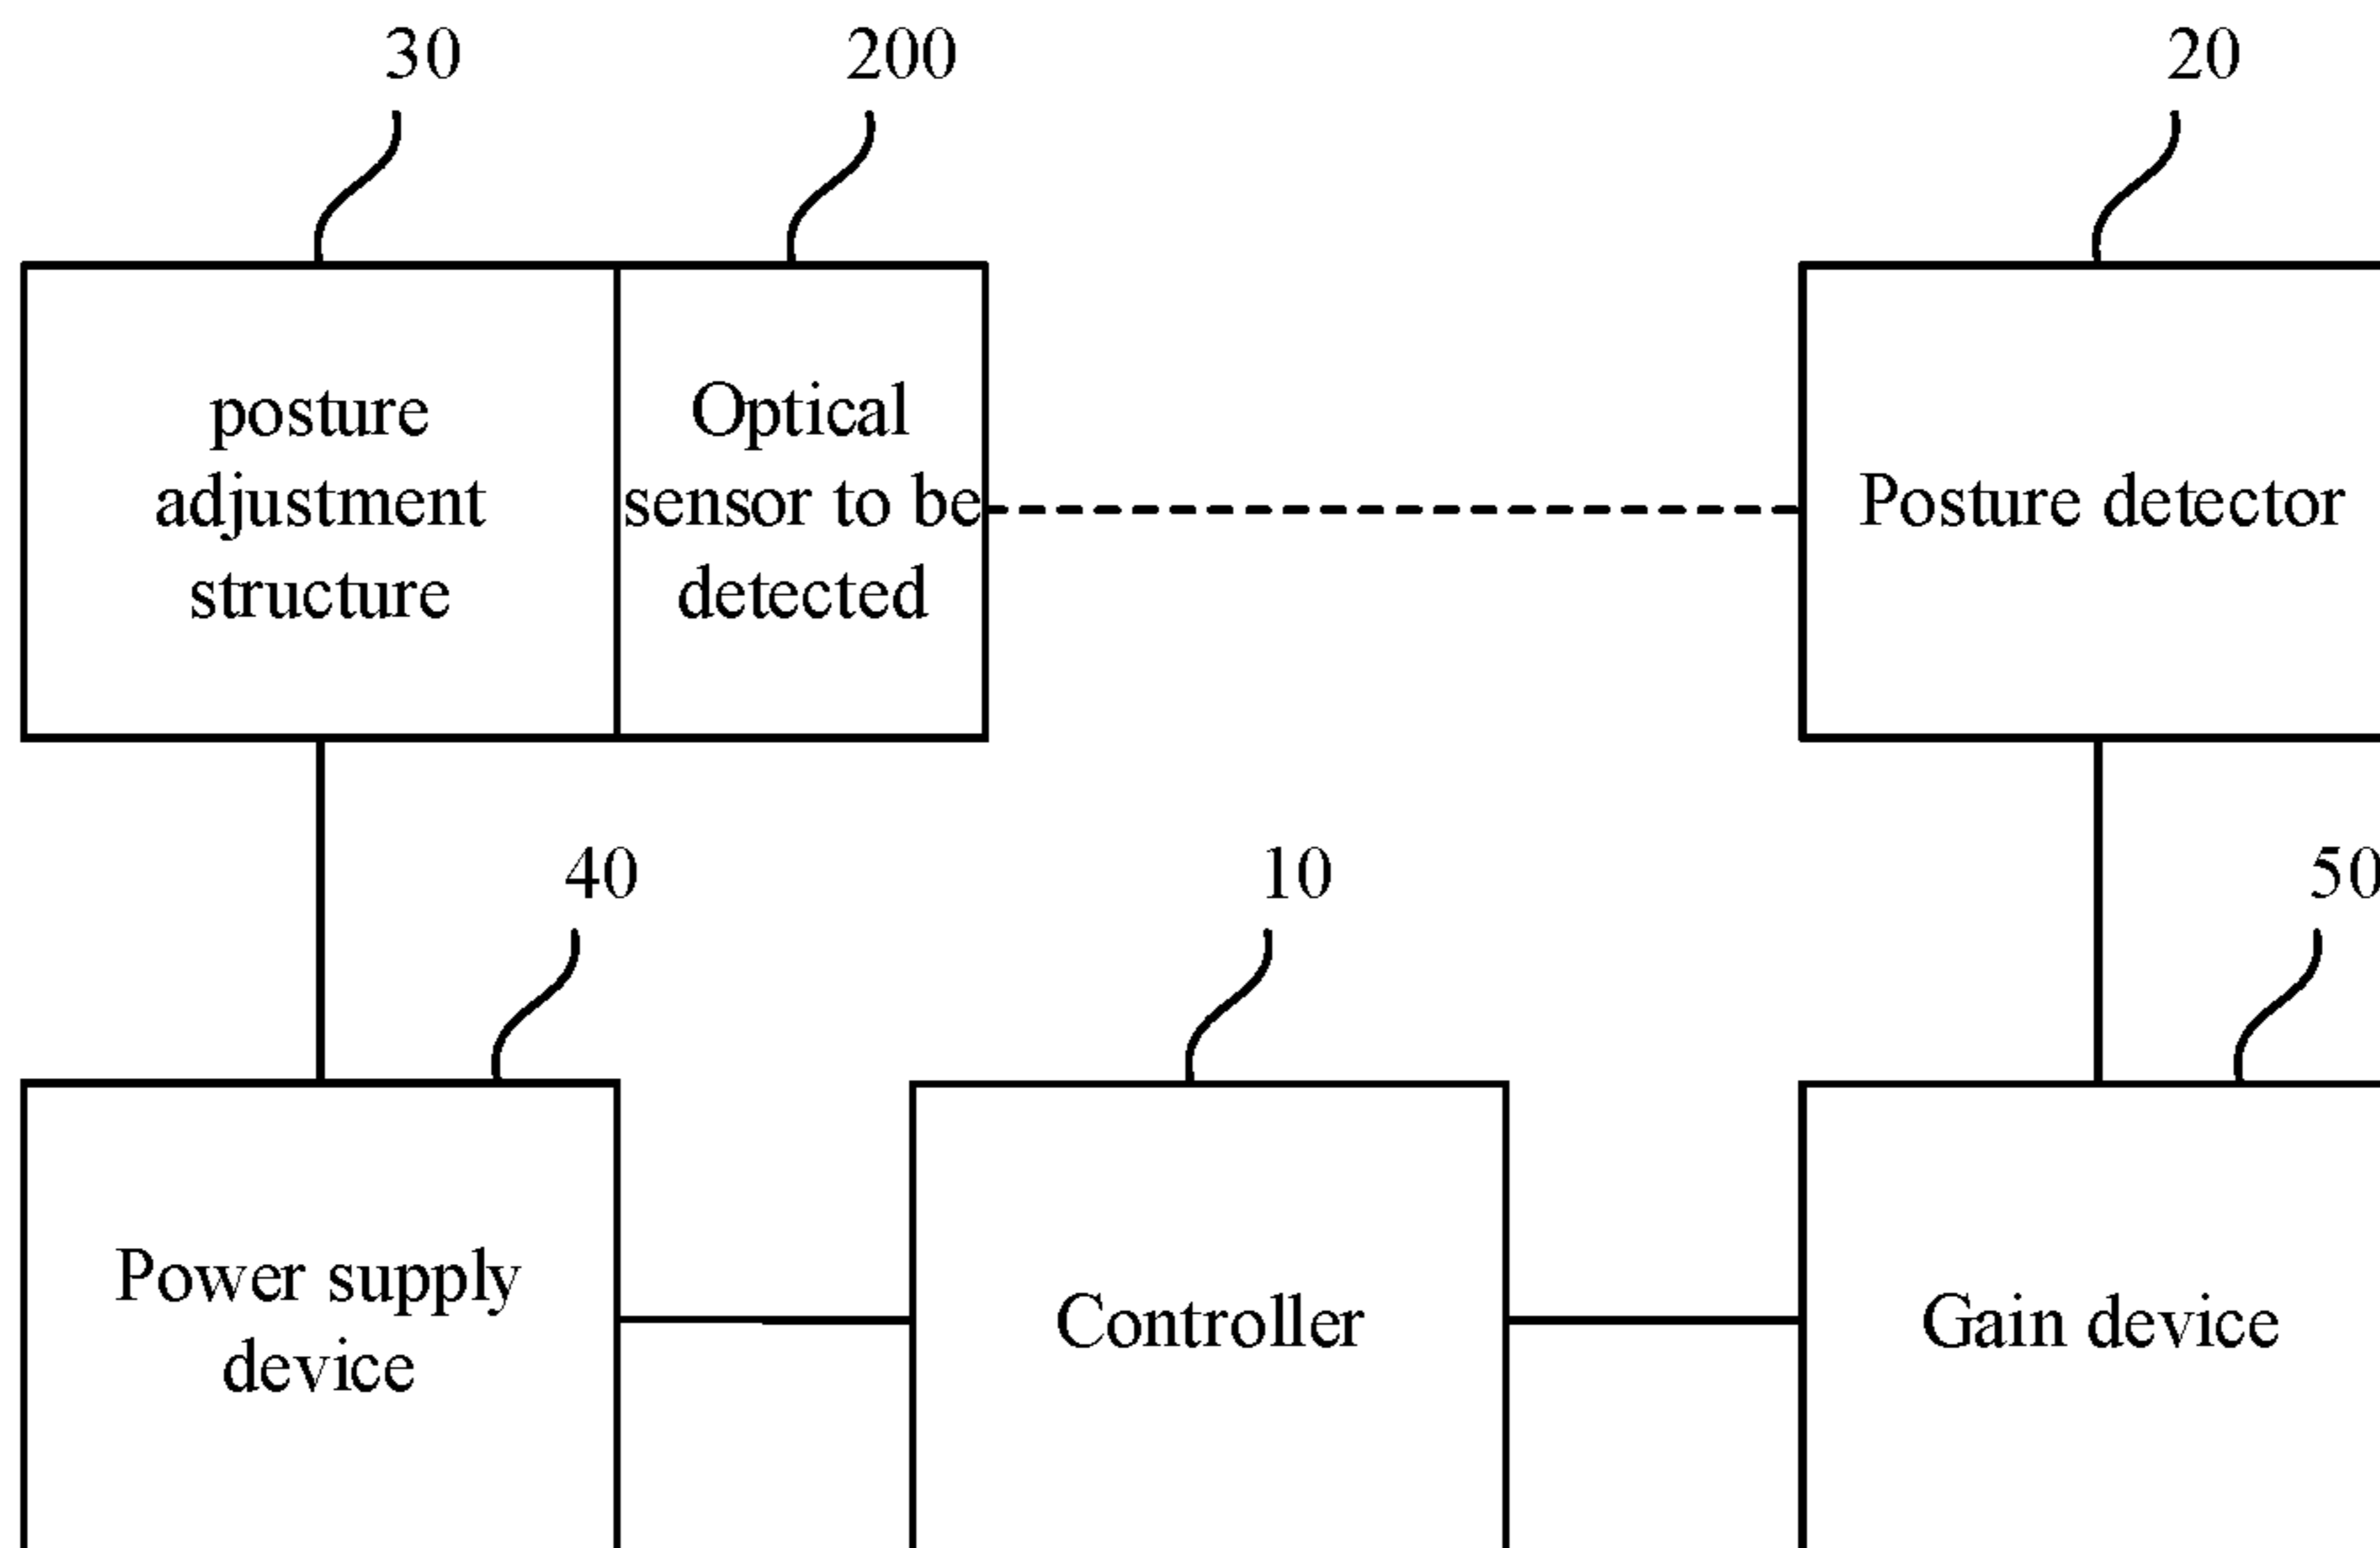 30
200
20
posture
adjustment
structure
Optical
sensor to be
detected
Posture detector
40
10
50
Power supply
device
Controller
Gain device